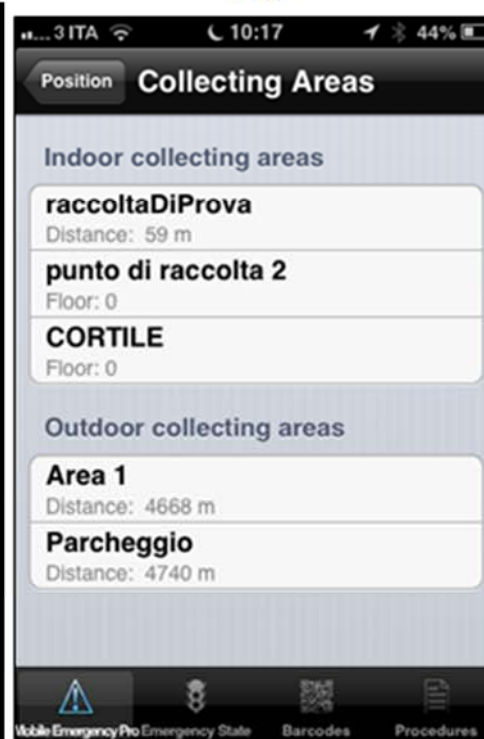 3 ITA 10:17 44%
Position Collecting Areas
Indoor collecting areas
raccoltaDiProva
Distance: 59 m
punto di raccolta 2
Floor: 0
CORTILE
Floor: 0
Outdoor collecting areas
Area 1
Distance: 4668 m
Parcheggio
Distance: 4740 m
Mobile Emergency Pro Emergency State Barcodes Procedures